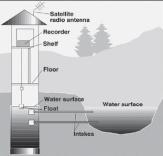 Satellite
radio antenna
Recorder
Shelf
Floor
Water surface
Float
Water surface
Intakes